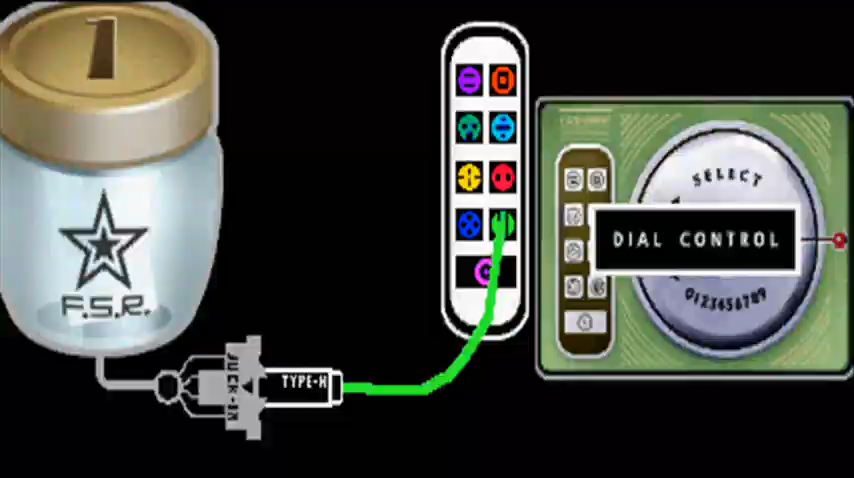 1
F.S.R.
JUCK-IN
TYPE-H
SELECT
DIAL CONTROL
0123456789